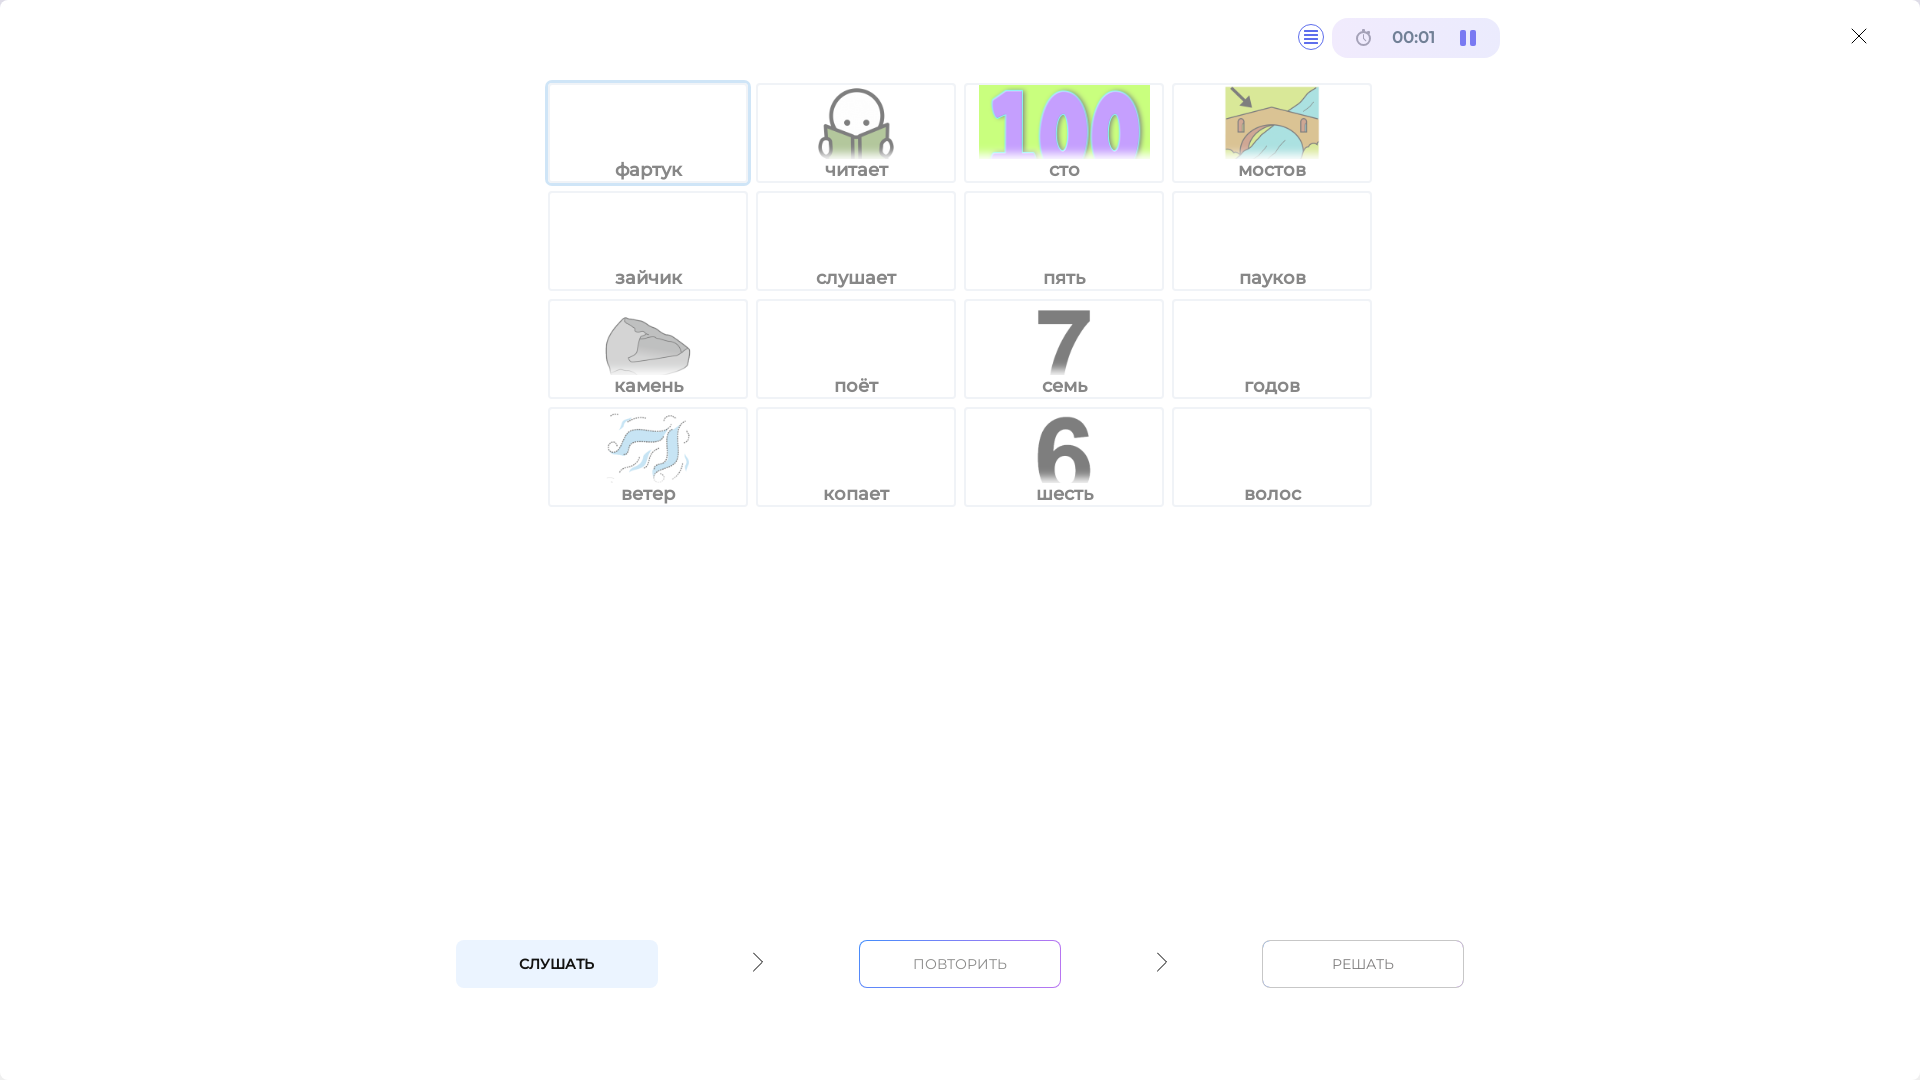 00:01
100
фартук читает сто мостов
зайчик слушает пять пауков
7
камень поёт семь годов
6
ветер копает шесть волос
СЛУШАТЬ ПОВТОРИТЬ РЕШАТЬ